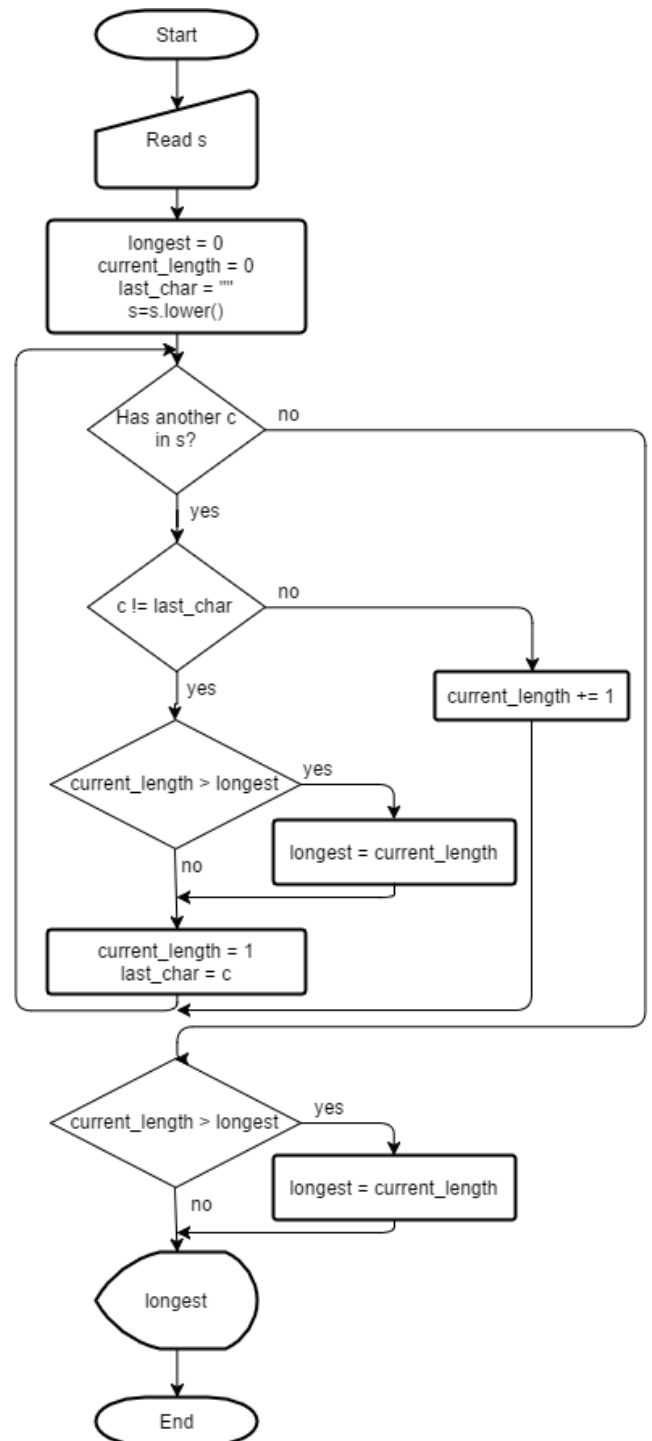 Start
Read s
longest = 0
current_length = 0
last_char = ""
s=s.lower()
Has another c
in s?
no
yes
c != last_char
no
yes
current_length += 1
current_length > longest
yes
longest = current_length
no
current_length = 1
last_char = c
current_length > longest
yes
longest = current_length
no
longest
End